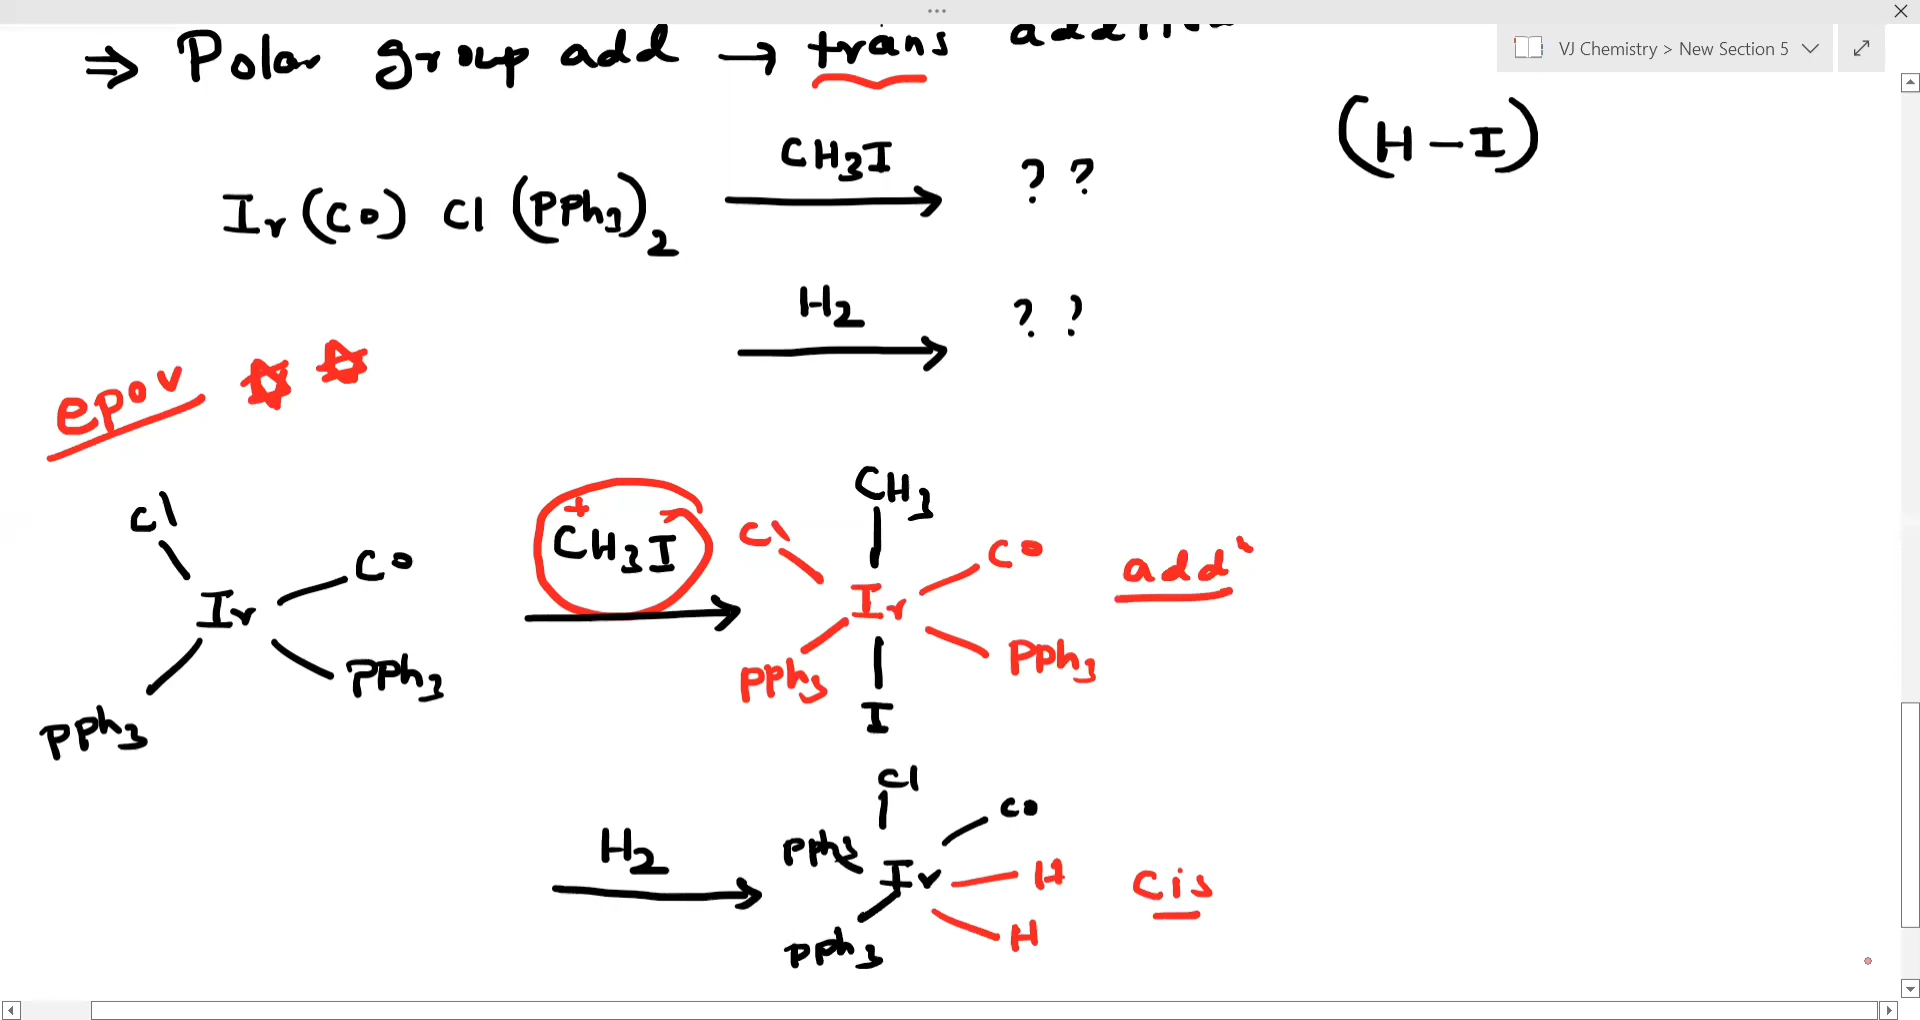 ⇒ Polar group add → trans
VJ Chemistry > New Section 5
(H-I)
CH3I
Ir(CO) Cl (PPh3)2 → ??
H2
→ ??
epov ☆ ☆
CH3
Cl
+ -
CH3I
Cl
CO
CO
addn
Ir
Ir
PPh3
PPh3
PPh3
PPh3
I
Cl
CO
H2
PPh3
Ir
H
cis
H
PPh3